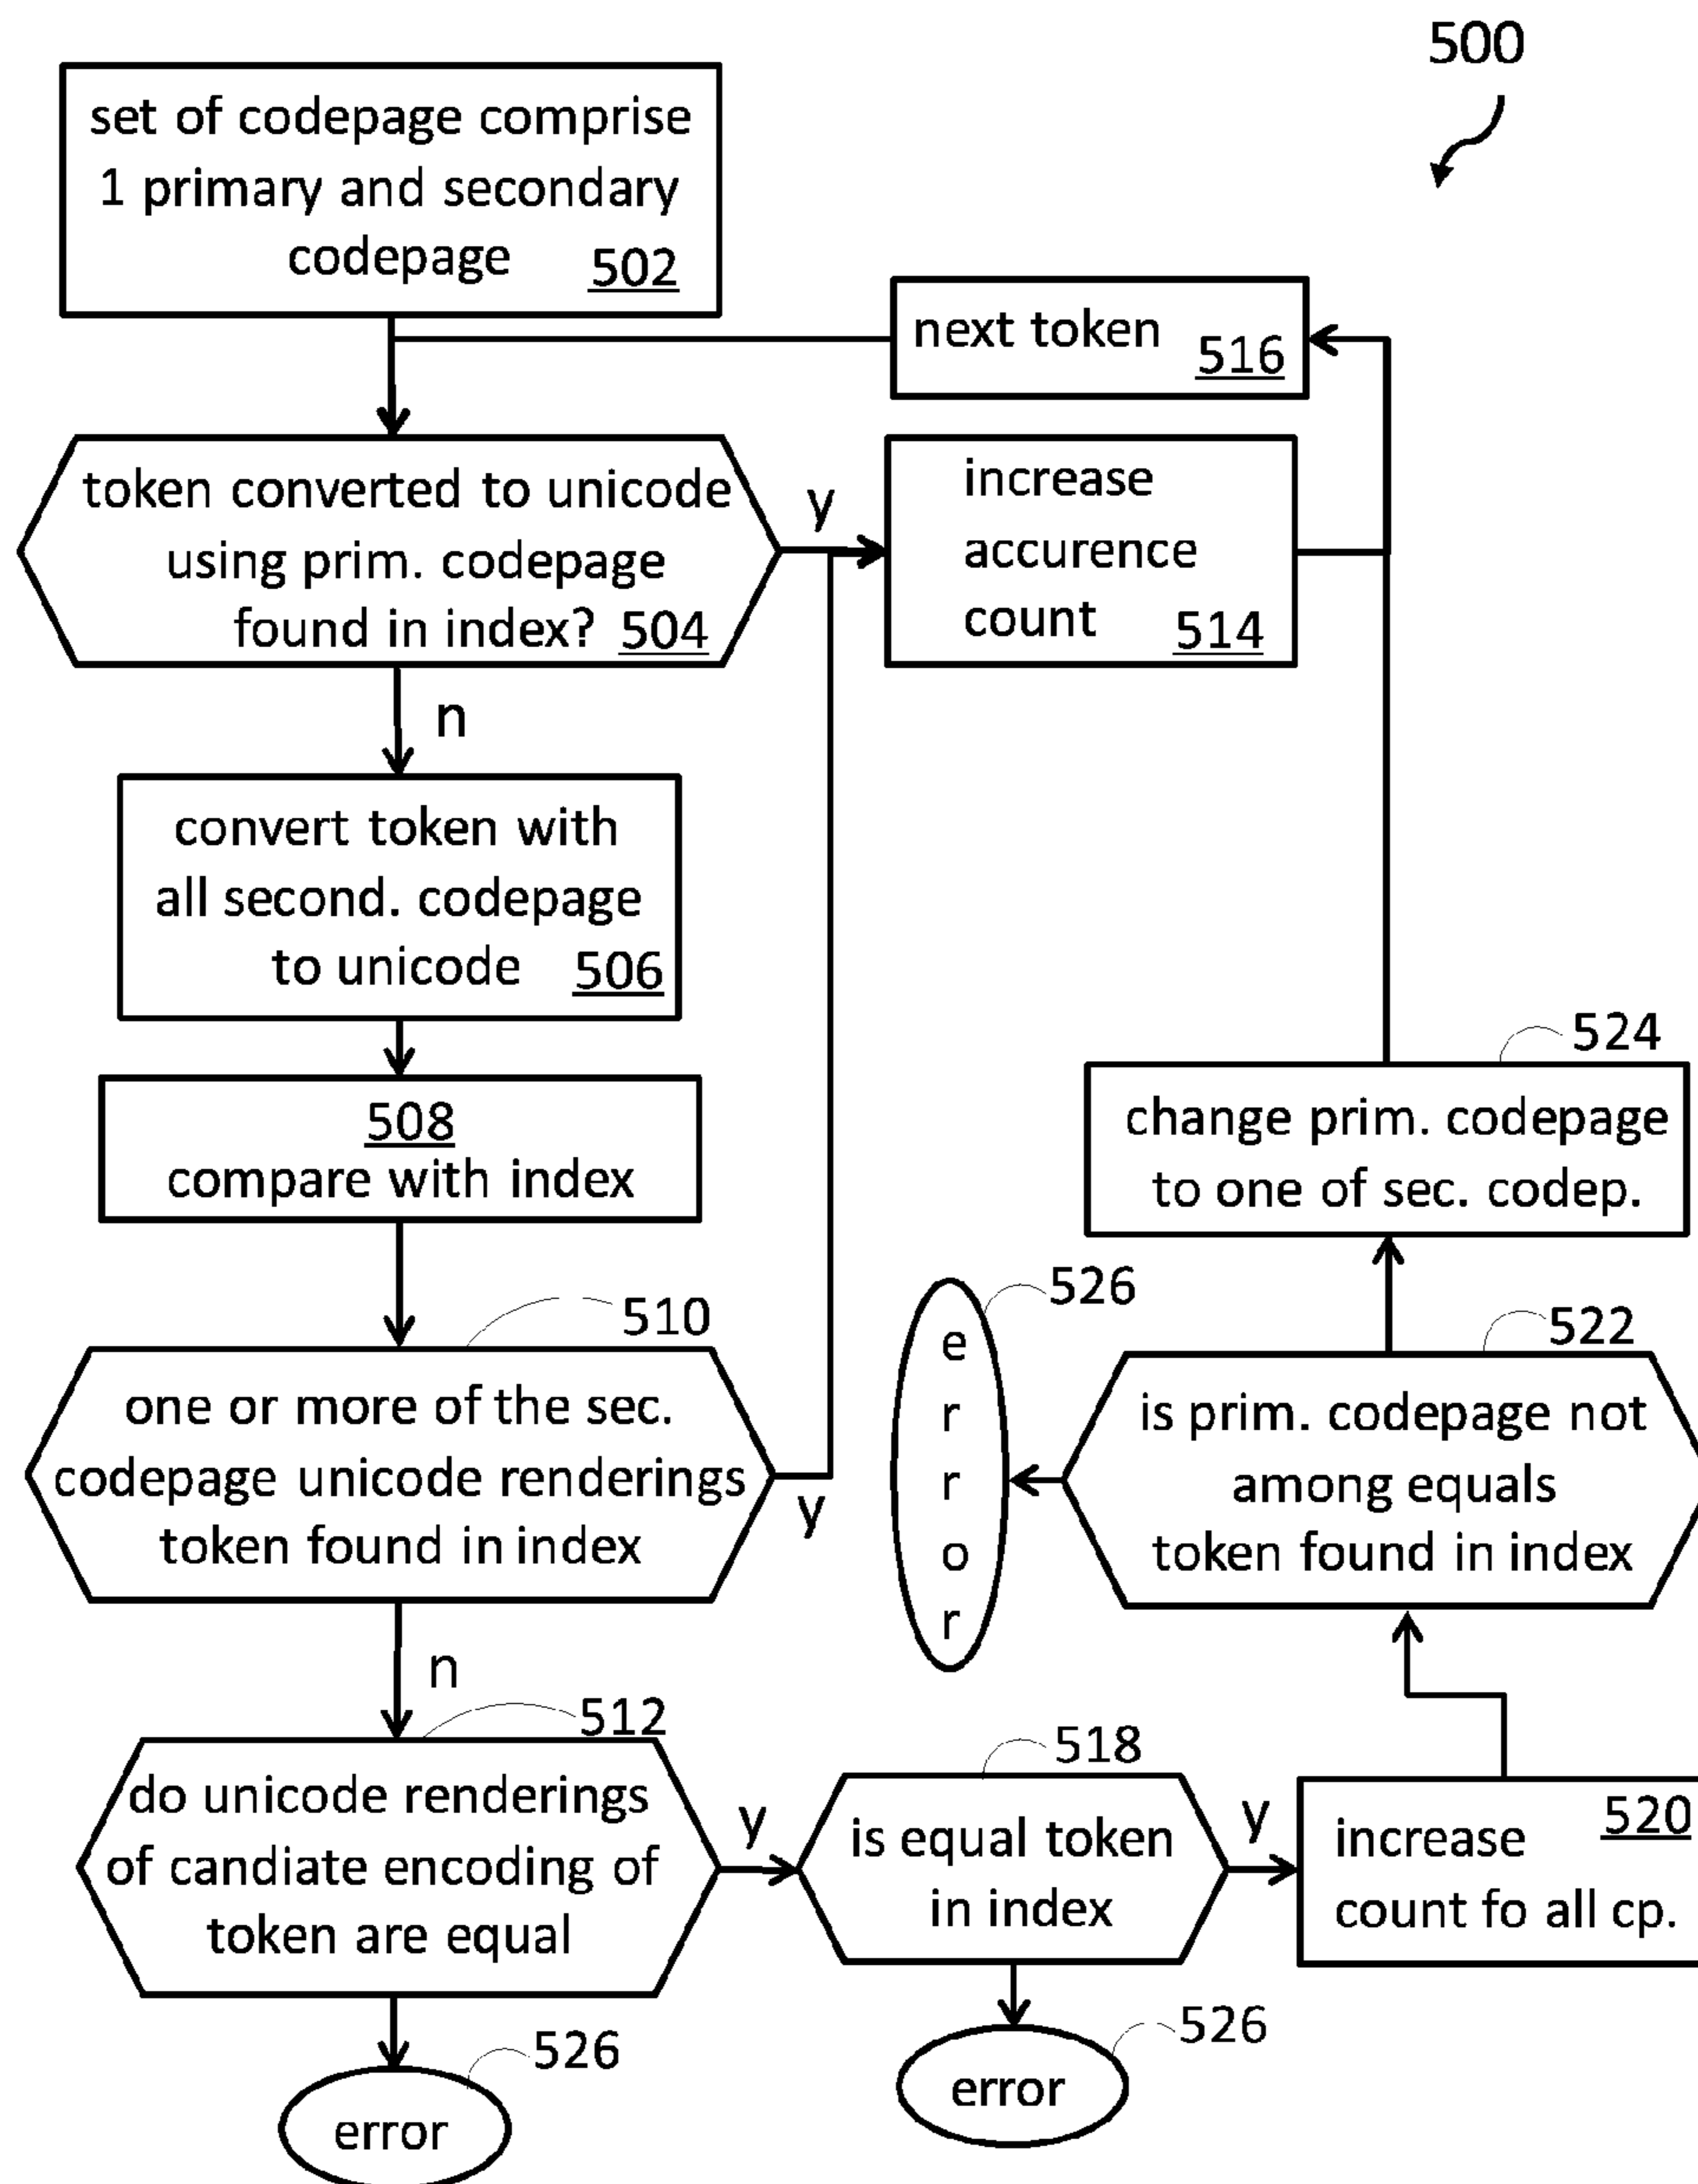 500
set of codepage comprise
1 primary and secondary
codepage 502
next token 516
token converted to unicode
using prim. codepage
found in index? 504
y
increase
accurence
count 514
n
convert token with
all second. codepage
to unicode 506
508
compare with index
524
change prim. codepage
to one of sec. codep.
510
one or more of the sec.
codepage unicode renderings
token found in index
y
526
e
r
r
o
r
522
is prim. codepage not
among equals
token found in index
n
512
do unicode renderings
of candiate encoding of
token are equal
y
518
is equal token
in index
y
520
increase
count fo all cp.
526
error
526
error